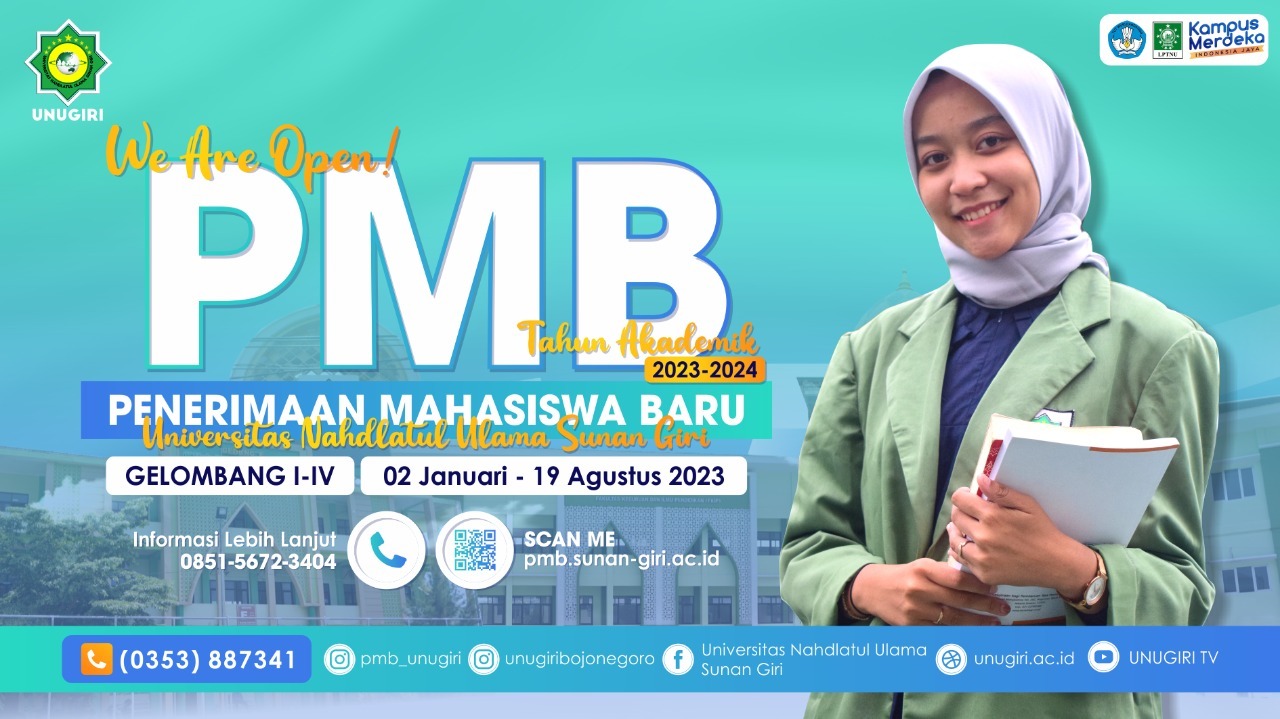 UNUGIRI
LPTNU
Kampus
Merdeka
INDONESIA JAYA
We Are Open!
PMB
Tahun Akademik
2023-2024
PENERIMAAN MAHASISWA BARU
Universitas Nahdlatul Ulama Sunan Giri
GELOMBANG I-IV
02 Januari - 19 Agustus 2023
Informasi Lebih Lanjut
0851-5672-3404
SCAN ME
pmb.sunan-giri.ac.id
(0353) 887341
pmb_unugiri
unugiribojonegoro
Universitas Nahdlatul Ulama
Sunan Giri
unugiri.ac.id
UNUGIRI TV